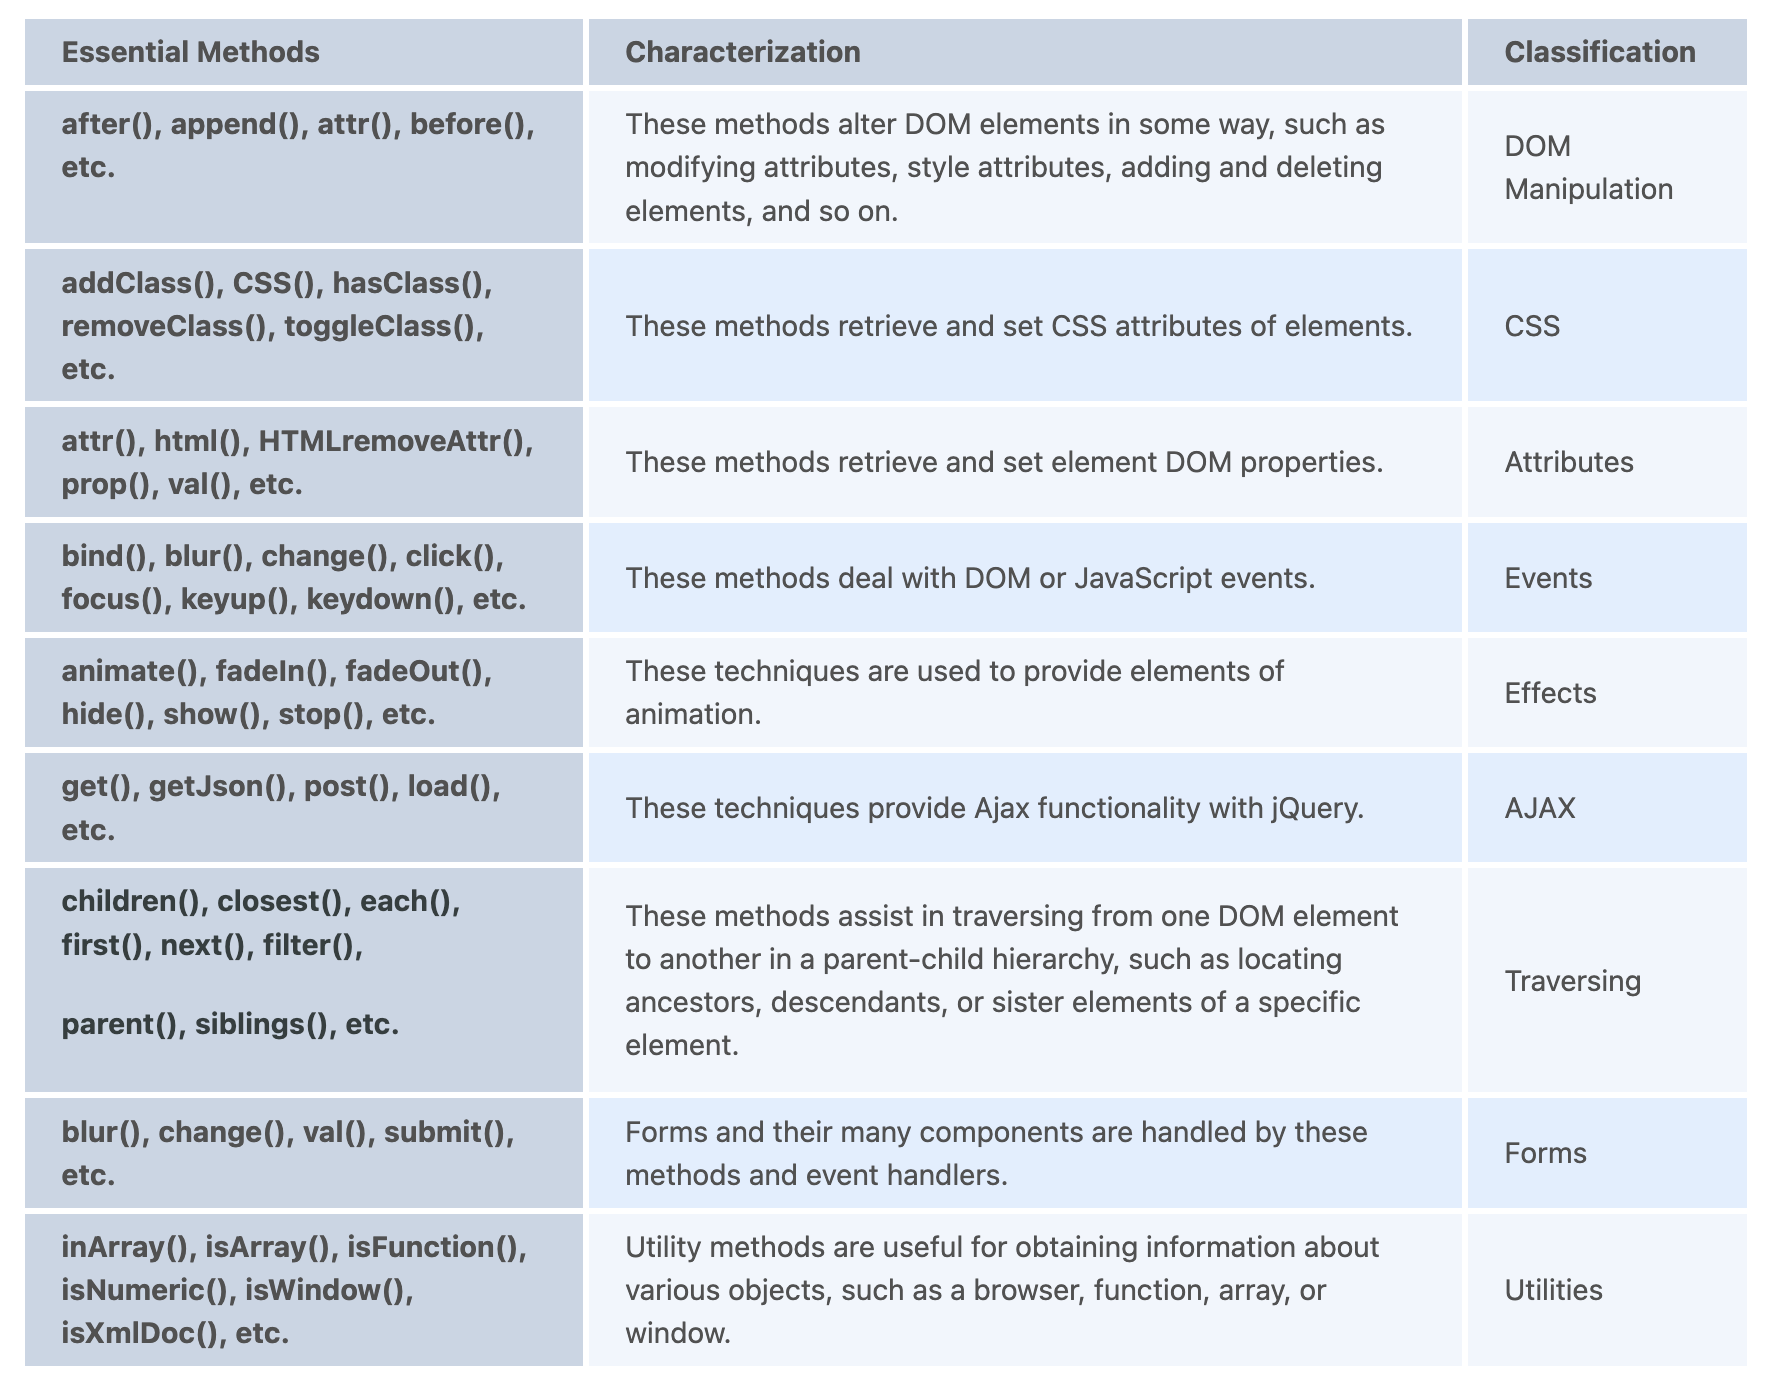 Essential Methods
Characterization
Classification
after(), append(), attr(), before(),
etc.
These methods alter DOM elements in some way, such as
modifying attributes, style attributes, adding and deleting
elements, and so on.
DOM
Manipulation
addClass(), CSS(), hasClass(),
removeClass(), toggleClass(),
etc.
These methods retrieve and set CSS attributes of elements.
CSS
attr(), html(), HTMLremoveAttr(),
prop(), val(), etc.
These methods retrieve and set element DOM properties.
Attributes
bind(), blur(), change(), click(),
focus(), keyup(), keydown(), etc.
These methods deal with DOM or JavaScript events.
Events
animate(), fadeIn(), fadeOut(),
hide(), show(), stop(), etc.
These techniques are used to provide elements of
animation.
Effects
get(), getJson(), post(), load(),
etc.
These techniques provide Ajax functionality with jQuery.
AJAX
children(), closest(), each(),
first(), next(), filter(),
parent(), siblings(), etc.
These methods assist in traversing from one DOM element
to another in a parent-child hierarchy, such as locating
ancestors, descendants, or sister elements of a specific
element.
Traversing
blur(), change(), val(), submit(),
etc.
Forms and their many components are handled by these
methods and event handlers.
Forms
inArray(), isArray(), isFunction(),
isNumeric(), isWindow(),
isXmlDoc(), etc.
Utility methods are useful for obtaining information about
various objects, such as a browser, function, array, or
window.
Utilities